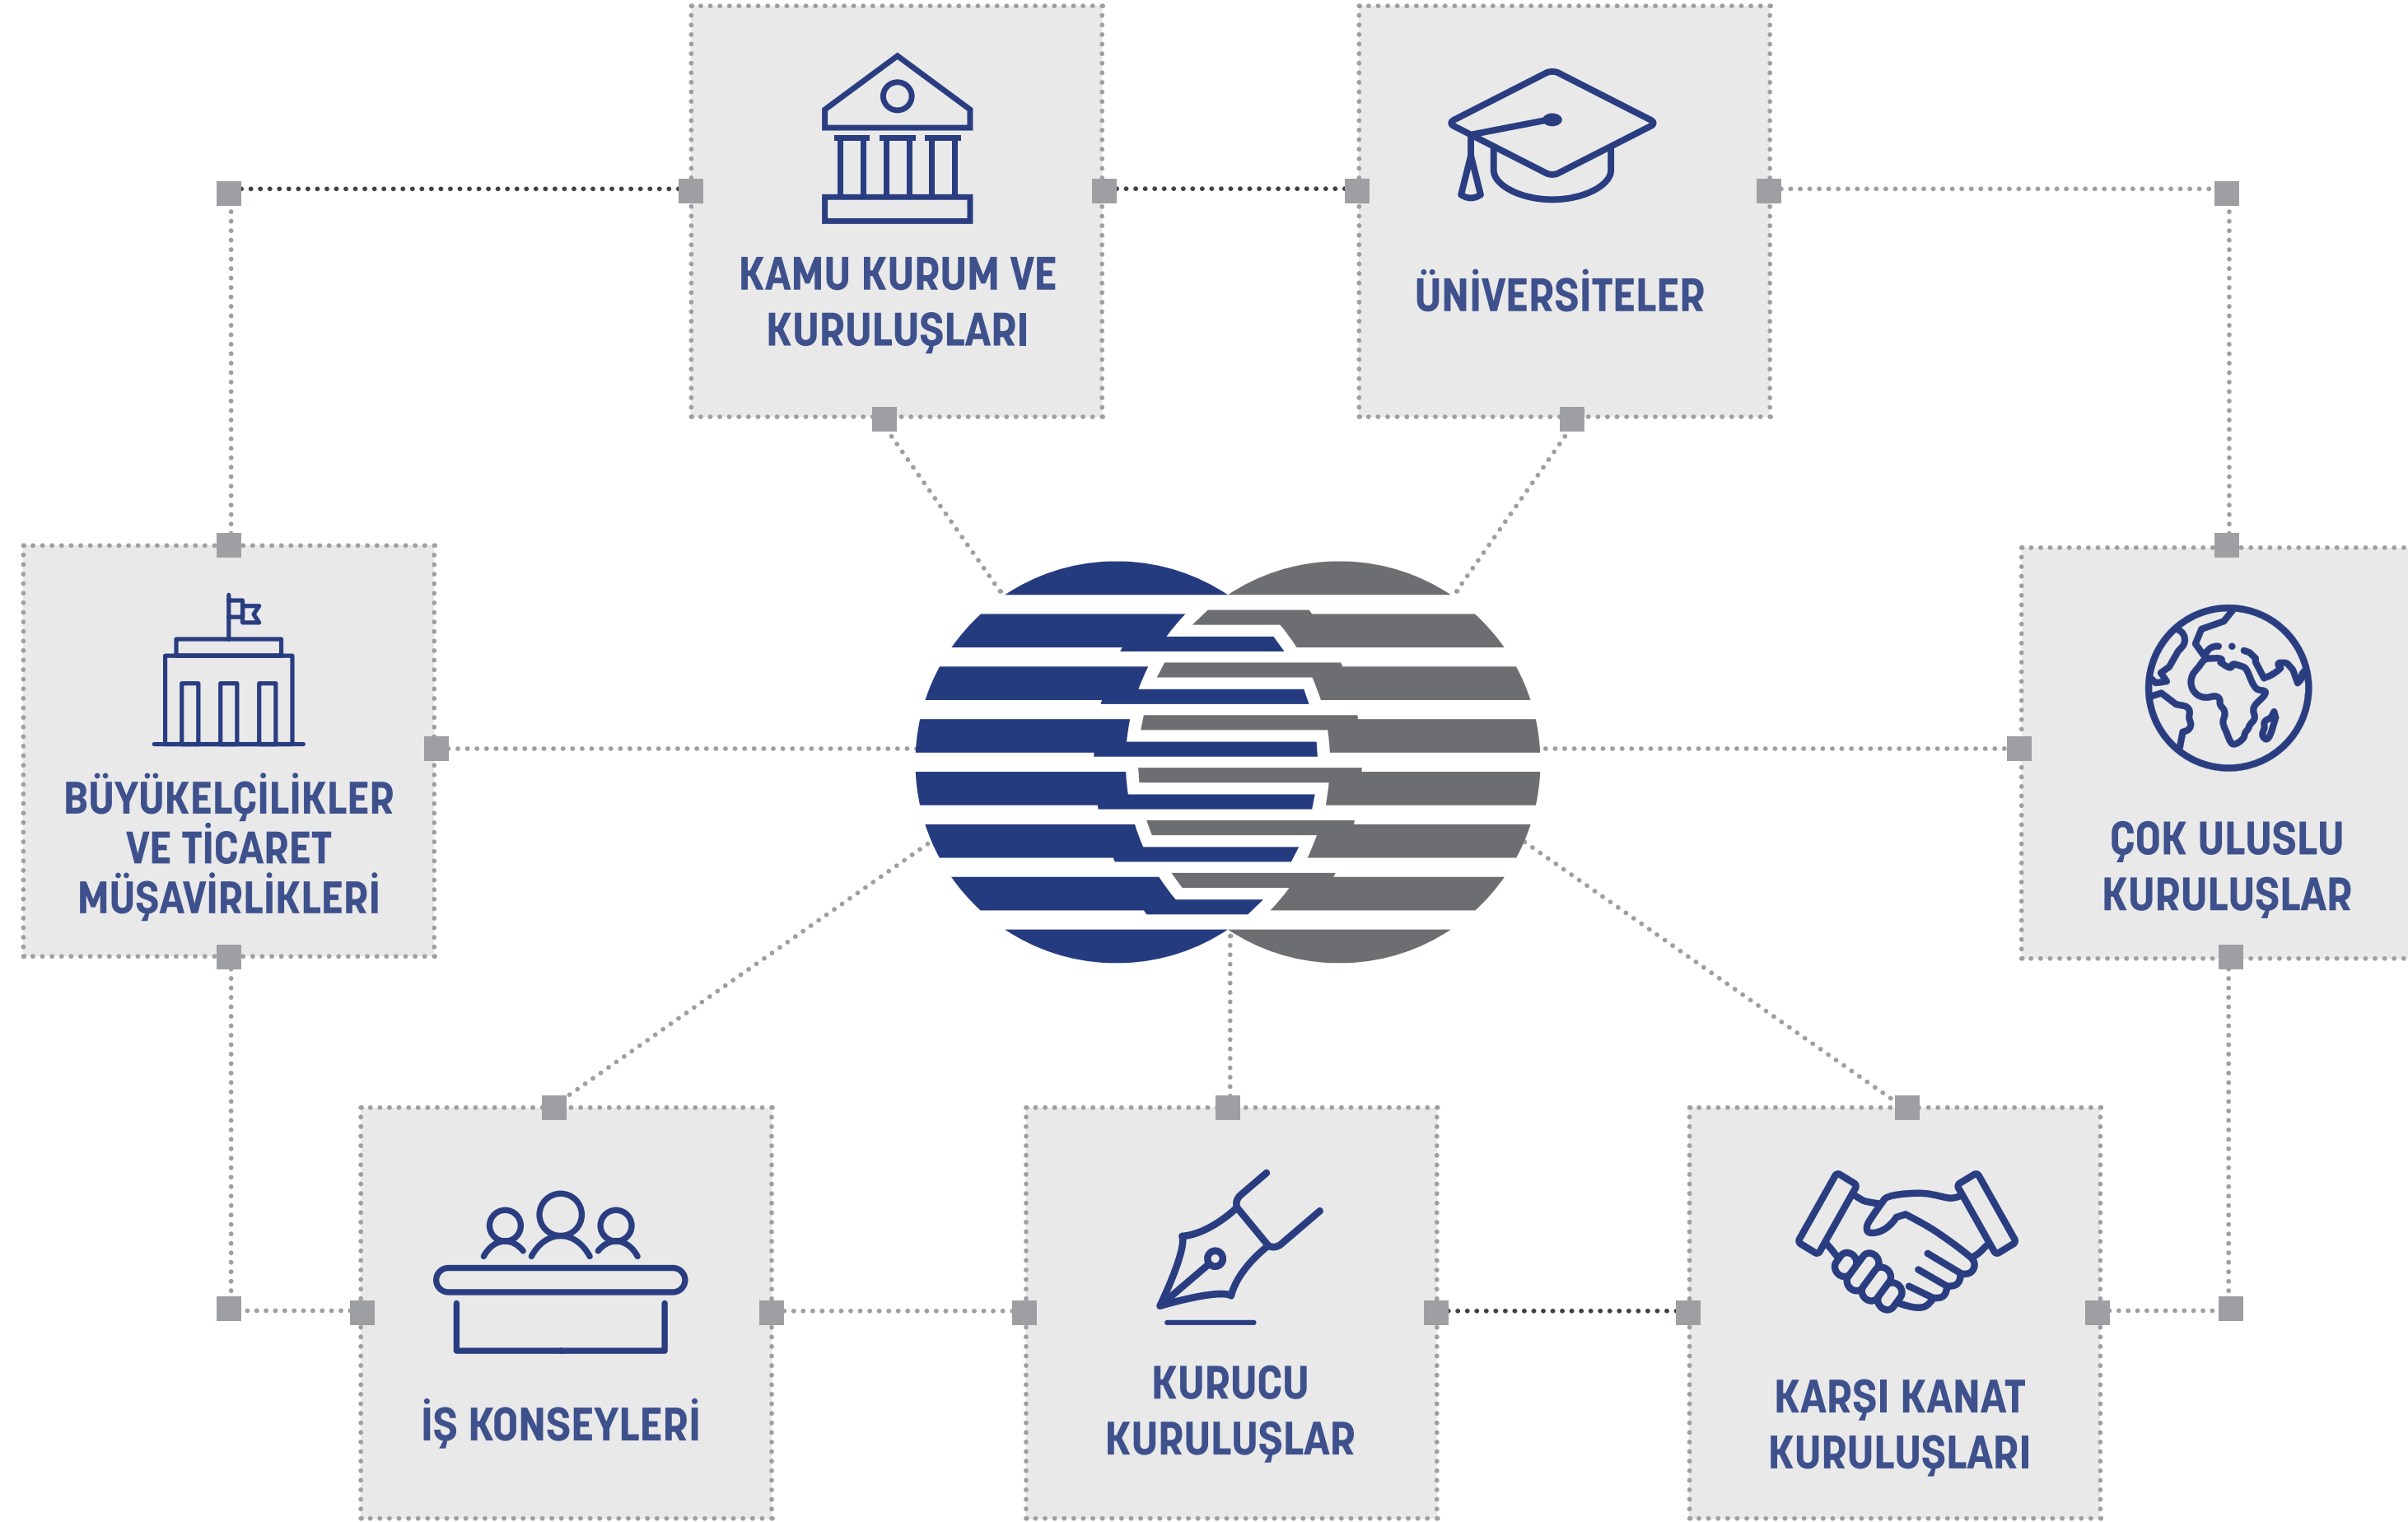 KAMU KURUM VE
KURULUŞLARI
ÜNİVERSİTELER
BÜYÜKELÇİLİKLER
VE TİCARET
MÜŞAVİRLİKLERİ
ÇOK ULUSLU
KURULUŞLAR
İŞ KONSEYLERİ
KURUCU
KURULUŞLAR
KARŞI KANAT
KURULUŞLARI